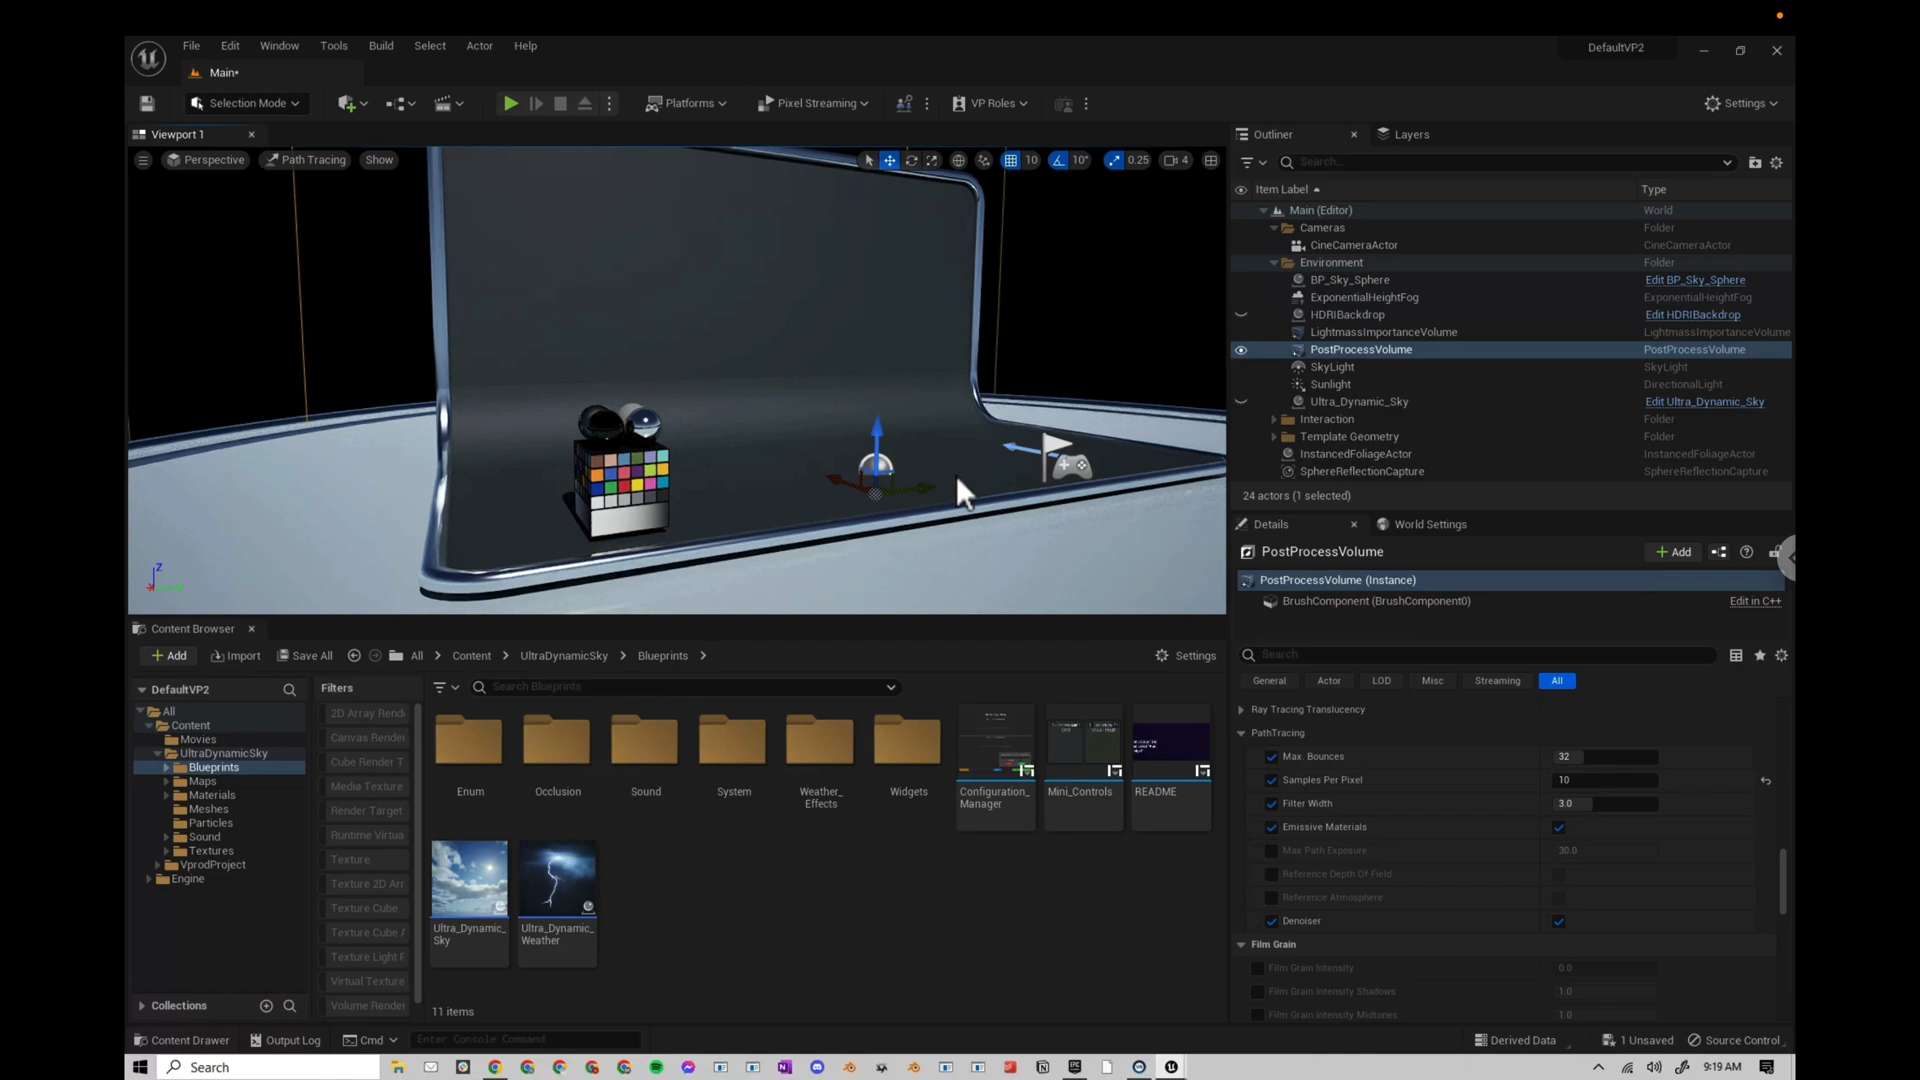 File Edit Window Tools Build Select Actor Help
DefaultVP2
Main•
Selection Mode Platforms Pixel Streaming VP Roles Settings
Viewport 1
Perspective Path Tracing Show 10 10° 0.25 4
Z
Content Browser
Add Import Save All All Content UltraDynamicSky Blueprints Settings
DefaultVP2
All
Content
Movies
UltraDynamicSky
Blueprints
Maps
Materials
Meshes
Particles
Sound
Textures
VprodProject
Engine
Collections
Filters
2D Array Rend
Canvas Render
Cube Render T
Media Texture
Render Target
Runtime Virtua
Texture
Texture 2D Arr
Texture Cube
Texture Cube A
Texture Light P
Virtual Texture
Volume Render
Search Blueprints
Enum
Occlusion
Sound
System
Weather_
Effects
Widgets
Configuration_
Manager
Mini_Controls
README
Ultra_Dynamic_
Sky
Ultra_Dynamic_
Weather
11 items
Outliner Layers
Search...
Item Label Type
Main (Editor) World
Cameras Folder
CineCameraActor CineCameraActor
Environment Folder
BP_Sky_Sphere Edit BP_Sky_Sphere
ExponentialHeightFog ExponentialHeightFog
HDRIBackdrop Edit HDRIBackdrop
LightmassImportanceVolume LightmassImportanceVolume
PostProcessVolume PostProcessVolume
SkyLight SkyLight
Sunlight DirectionalLight
Ultra_Dynamic_Sky Edit Ultra_Dynamic_Sky
Interaction Folder
Template Geometry Folder
InstancedFoliageActor InstancedFoliageActor
SphereReflectionCapture SphereReflectionCapture
24 actors (1 selected)
Details World Settings
PostProcessVolume Add
PostProcessVolume (Instance)
BrushComponent (BrushComponent0) Edit in C++
Search
General Actor LOD Misc Streaming All
Ray Tracing Translucency
PathTracing
Max. Bounces 32
Samples Per Pixel 10
Filter Width 3.0
Emissive Materials
Max Path Exposure 30.0
Reference Depth Of Field
Reference Atmosphere
Denoiser
Film Grain
Film Grain Intensity 0.0
Film Grain Intensity Shadows 1.0
Film Grain Intensity Midtones 1.0
Content Drawer Output Log Cmd Enter Console Command Derived Data 1 Unsaved Source Control
Search 9:19 AM